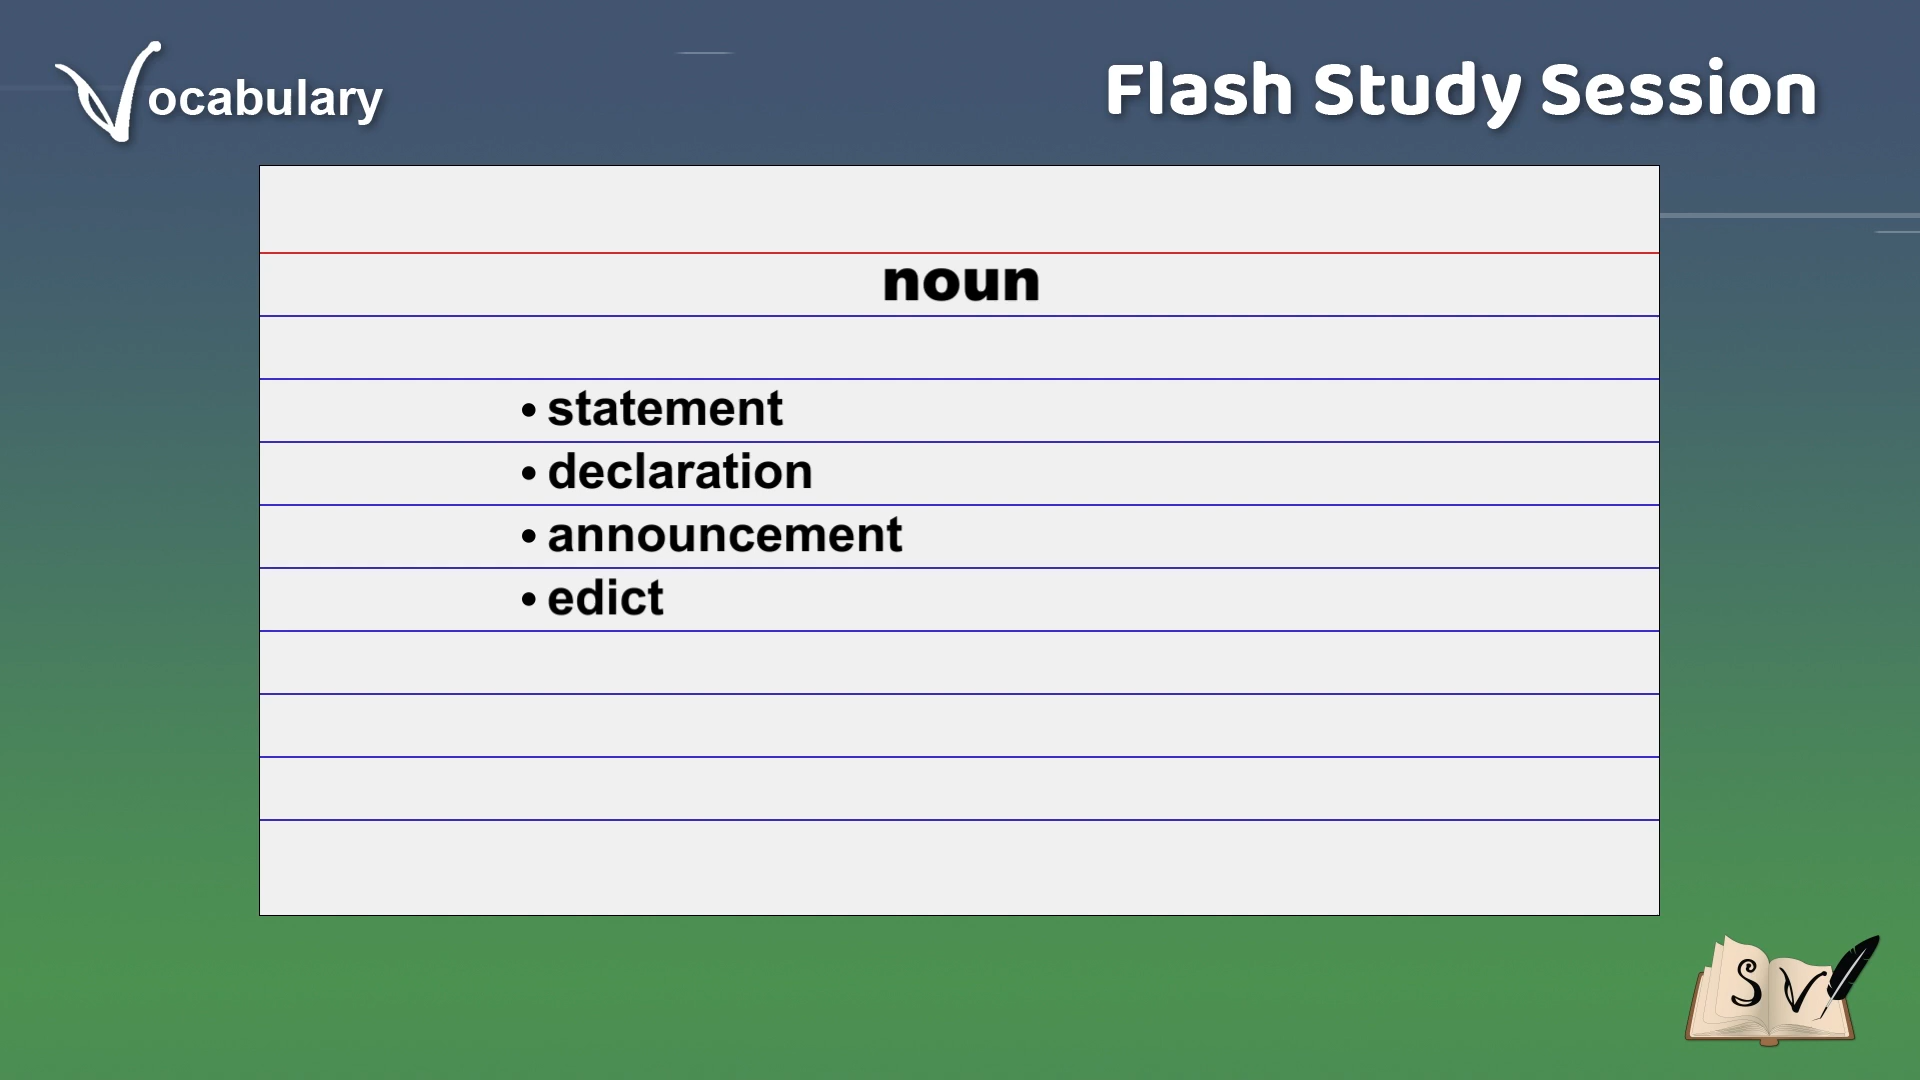 Vocabulary
Flash Study Session
noun
• statement
• declaration
• announcement
• edict
S V